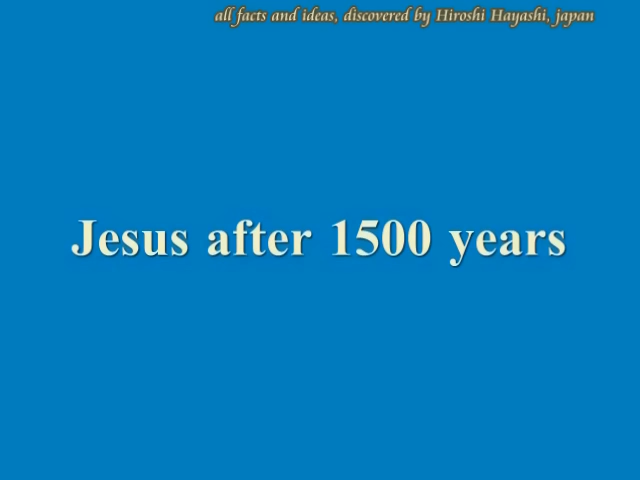 all facts and ideas, discovered by Hiroshi Hayashi, japan
Jesus after 1500 years